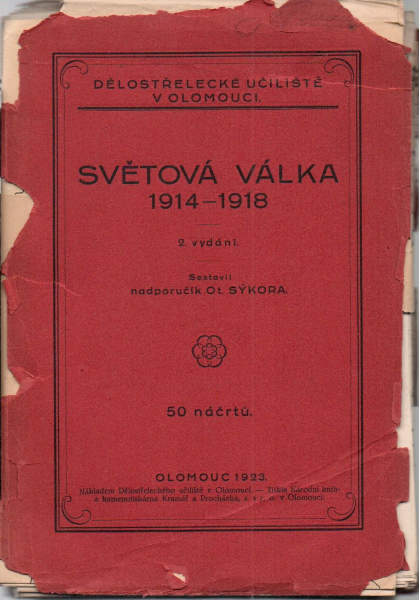 DĚLOSTŘELECKÉ UČILIŠTĚ
V OLOMOUCI.
SVĚTOVÁ VÁLKA
1914–1918
2. vydání.
Sestovil
nadporučík Ot. SÝKORA.
50 náčrtů.
OLOMOUC 1923.
Nákladem Dělostřeleckého učiliště v Olomouci. — Tiskla Národní knih-
a kamenotiskárna Kramář a Procházka, s. s r. o. v Olomouci.